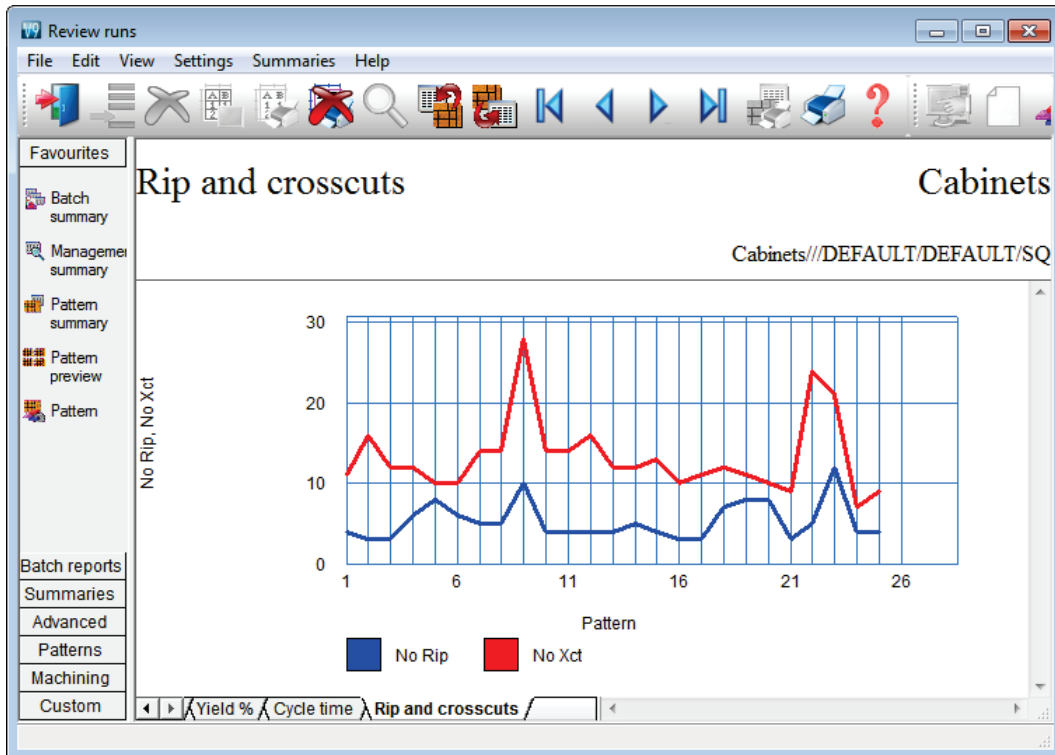 Review runs
File Edit View Settings Summaries Help
Favourites
Batch
summary
Managemer
summary
Pattern
summary
Pattern
preview
Pattern
Batch reports
Summaries
Advanced
Patterns
Machining
Custom
Rip and crosscuts
Cabinets
Cabinets///DEFAULT/DEFAULT/SQ
No Rip, No Xct
30
20
10
0
1 6 11 16 21 26
Pattern
No Rip No Xct
Yield % Cycle time Rip and crosscuts